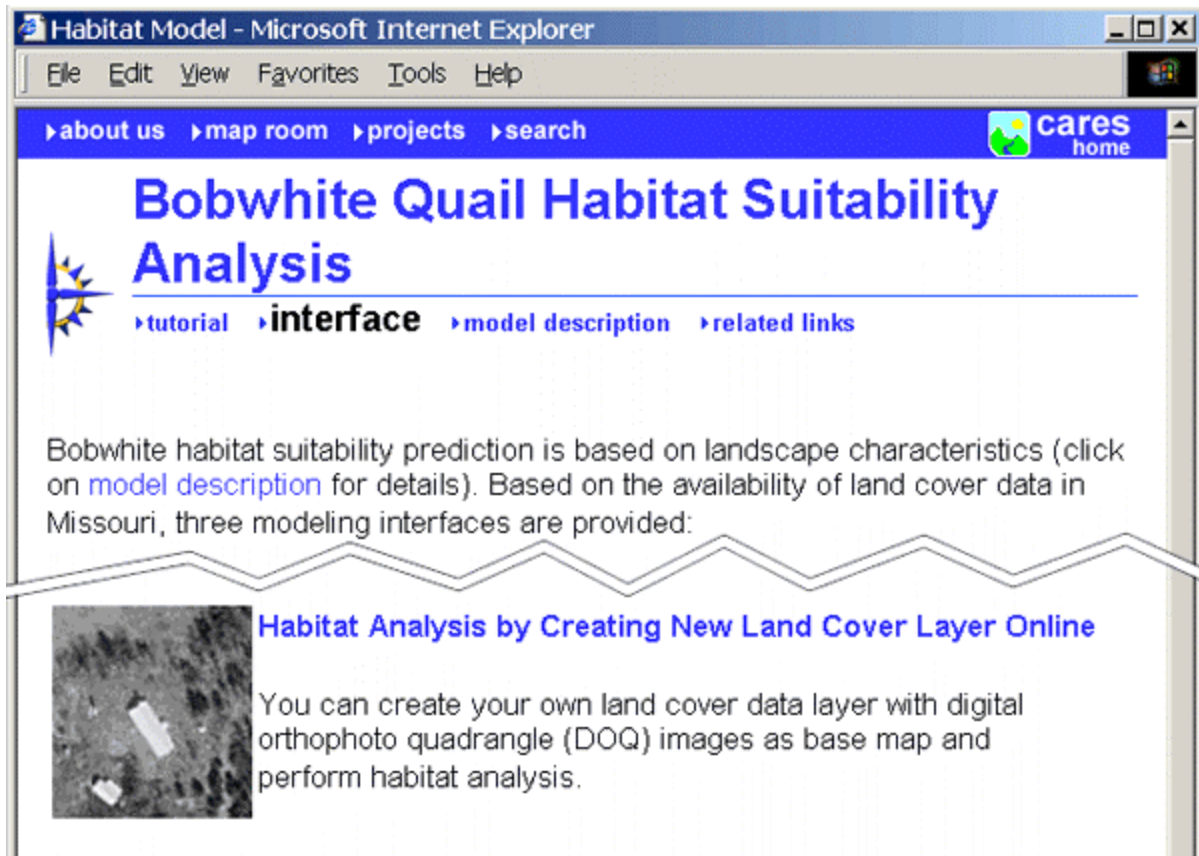 Habitat Model - Microsoft Internet Explorer
File Edit View Favorites Tools Help
about us map room projects search
cares
home
Bobwhite Quail Habitat Suitability
Analysis
tutorial interface model description related links
Bobwhite habitat suitability prediction is based on landscape characteristics (click
on model description for details). Based on the availability of land cover data in
Missouri, three modeling interfaces are provided:
Habitat Analysis by Creating New Land Cover Layer Online
You can create your own land cover data layer with digital
orthophoto quadrangle (DOQ) images as base map and
perform habitat analysis.